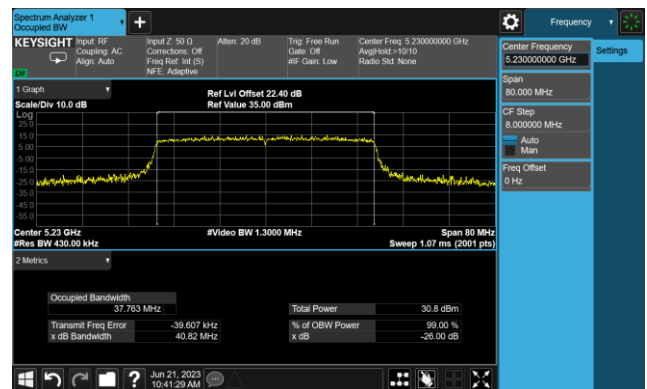 Spectrum Analyzer 1
Occupied BW
Frequency
KEYSIGHT
Input: RF
Coupling: AC
Align: Auto
Input Z: 50 Ω
Corrections: Off
Freq Ref: Int (S)
NFE: Adaptive
Atten: 20 dB
Trig: Free Run
Gate: Off
#IF Gain: Low
Center Freq: 5.230000000 GHz
Avg|Hold:>10/10
Radio Std: None
Center Frequency
5.230000000 GHz
Settings
Span
80.000 MHz
CF Step
8.000000 MHz
Auto
Man
Freq Offset
0 Hz
1 Graph
Scale/Div 10.0 dB
Ref Lvl Offset 22.40 dB
Ref Value 35.00 dBm
Log
25.0
15.0
5.00
-5.00
-15.0
-25.0
-35.0
-45.0
-55.0
Center 5.23 GHz
#Video BW 1.3000 MHz
Span 80 MHz
#Res BW 430.00 kHz
Sweep 1.07 ms (2001 pts)
2 Metrics
Occupied Bandwidth
37.763 MHz
Total Power
30.8 dBm
Transmit Freq Error
-39.607 kHz
% of OBW Power
99.00 %
x dB Bandwidth
40.82 MHz
x dB
-26.00 dB
?
Jun 21, 2023
10:41:29 AM